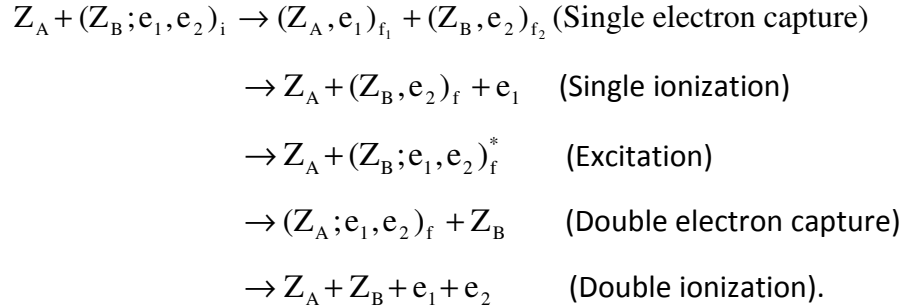 Z_A + (Z_B; e_1, e_2)_i → (Z_A, e_1)_{f_1} + (Z_B, e_2)_{f_2} (Single electron capture)
→ Z_A + (Z_B, e_2)_f + e_1 (Single ionization)
→ Z_A + (Z_B; e_1, e_2)_f^* (Excitation)
→ (Z_A; e_1, e_2)_f + Z_B (Double electron capture)
→ Z_A + Z_B + e_1 + e_2 (Double ionization).